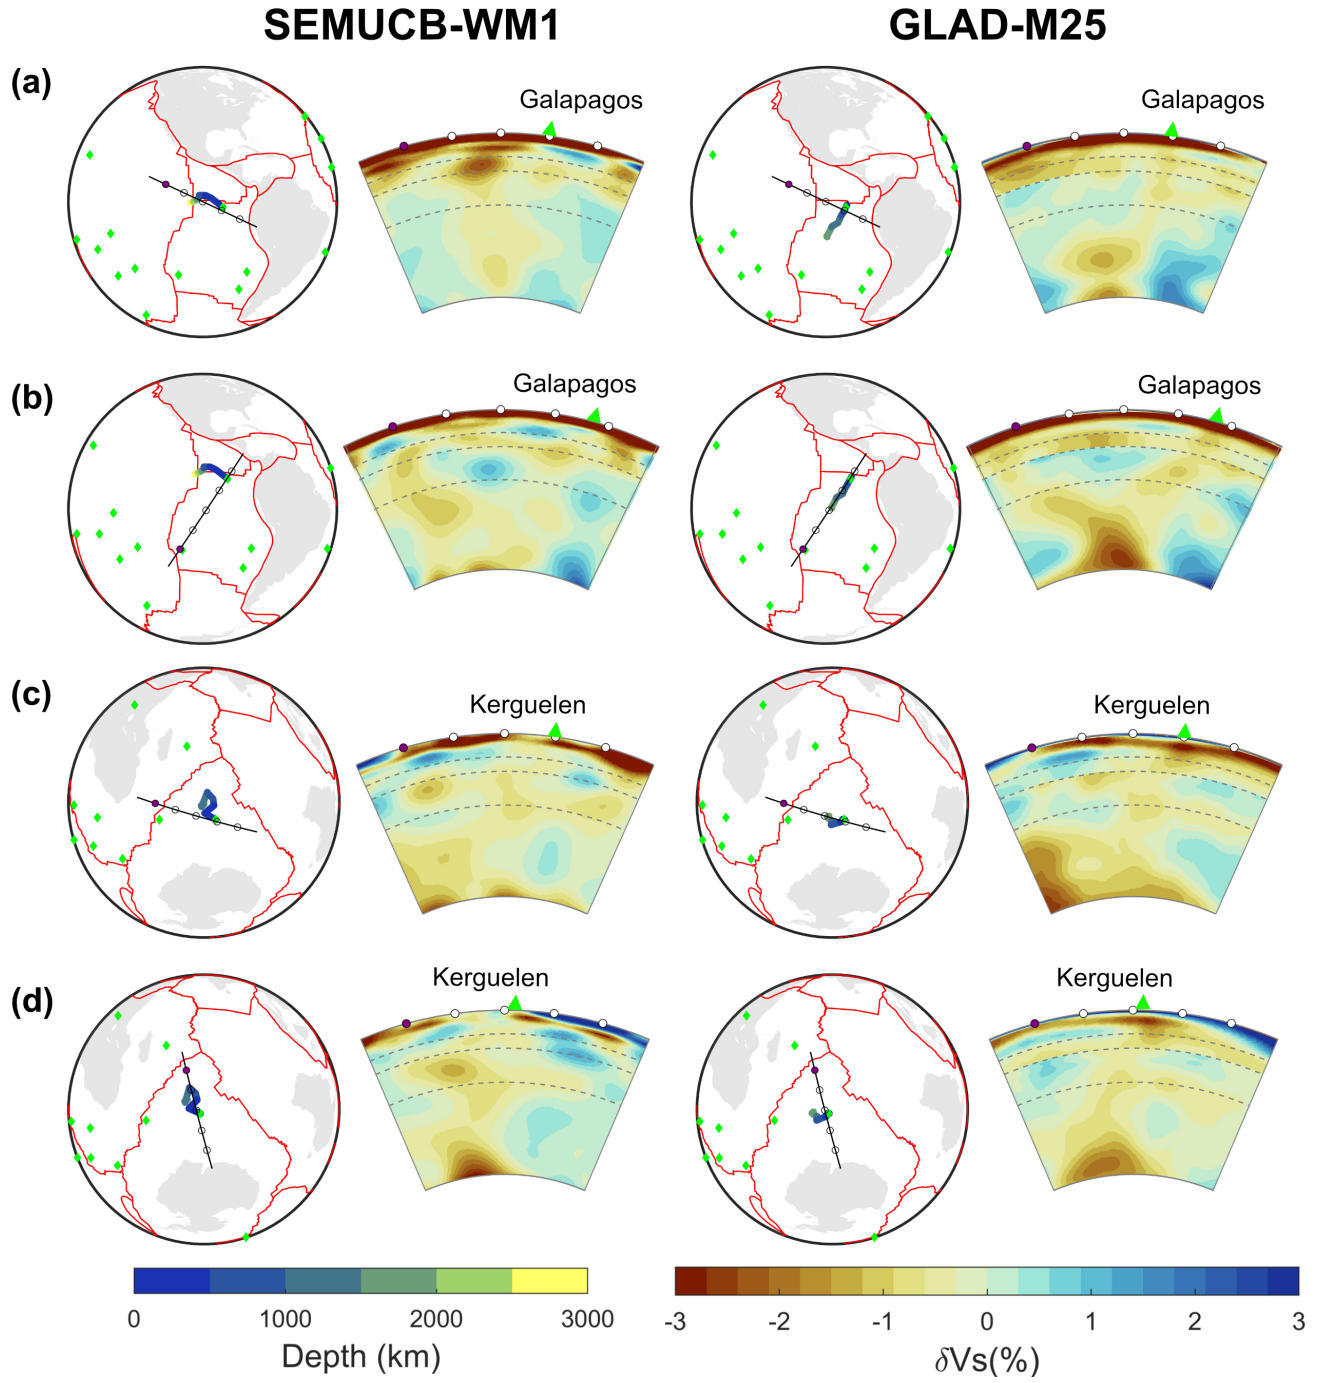 SEMUCB-WM1 GLAD-M25
(a) Galapagos Galapagos
(b) Galapagos Galapagos
(c) Kerguelen Kerguelen
(d) Kerguelen Kerguelen
0 1000 2000 3000 -3 -2 -1 0 1 2 3
Depth (km) δVs(%)